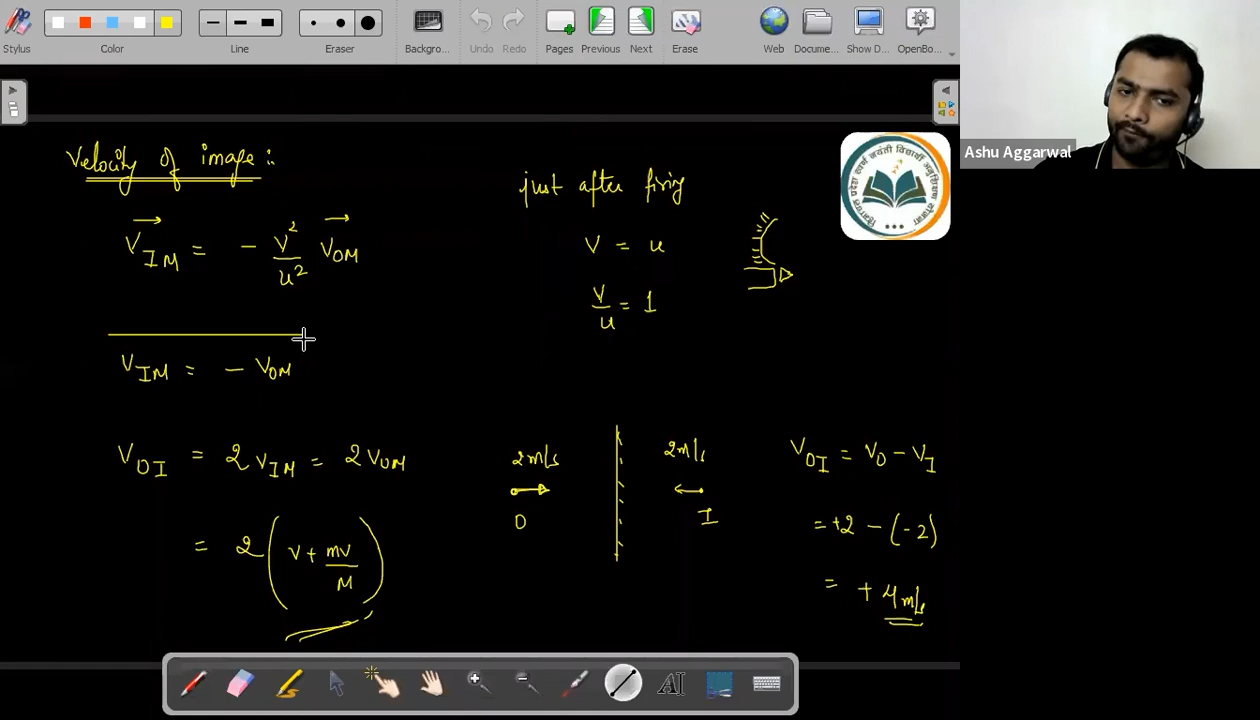 Stylus
Color
Line
Eraser
Backgro...
Undo
Redo
Pages
Previous
Next
Erase
Web
Docume...
Show D...
OpenBo...
Ashu Aggarwal
Velocity of image :
V_IM = - V²/u² V_OM
V_IM = - V_OM
V_OI = 2 V_IM = 2 V_OM
= 2 ( V + mV/M )
just after firing
V = u
V/u = 1
2m/s
O
2m/s
I
V_OI = V_O - V_I
= +2 - (-2)
= + 4 m/s
AI